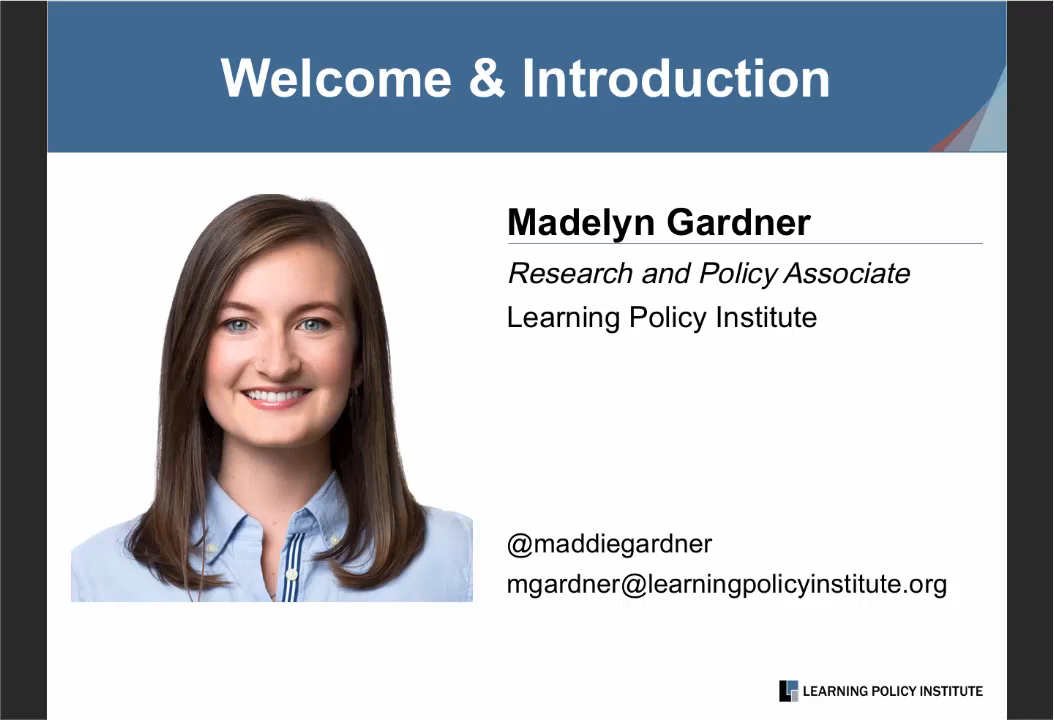 Welcome & Introduction
Madelyn Gardner
Research and Policy Associate
Learning Policy Institute
@maddiegardner
mgardner@learningpolicyinstitute.org
LEARNING POLICY INSTITUTE